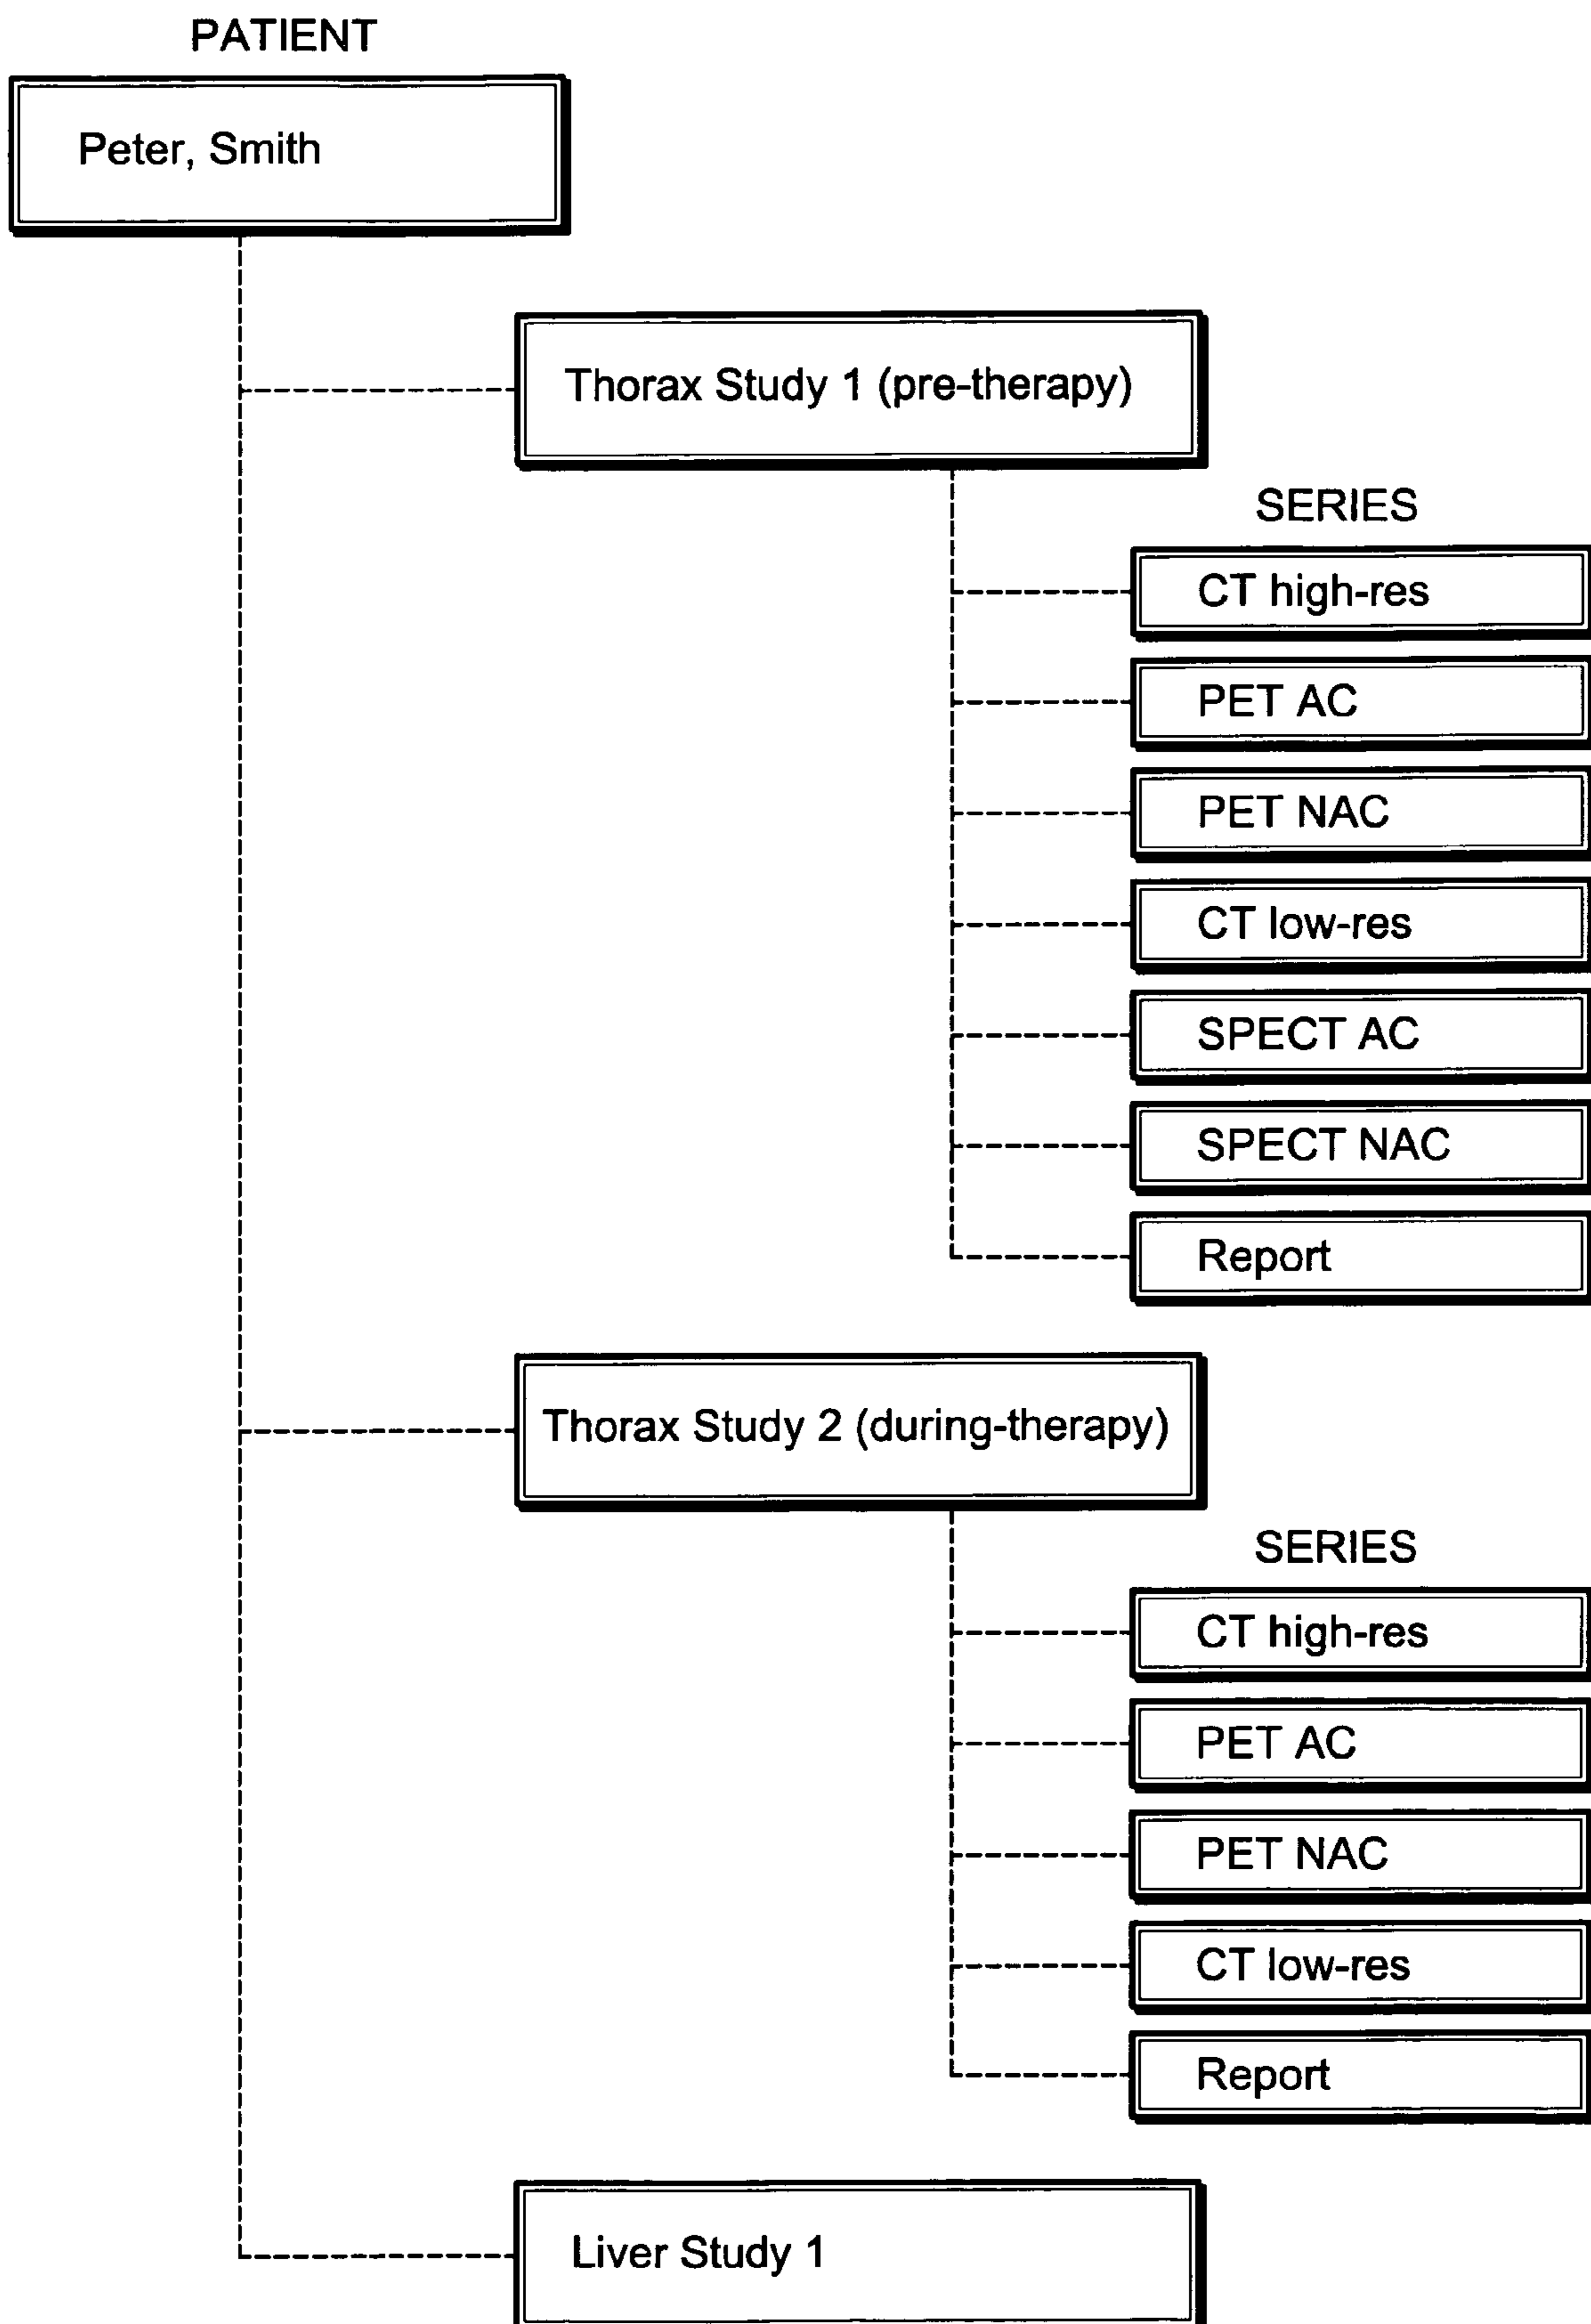 PATIENT
Peter, Smith
Thorax Study 1 (pre-therapy)
SERIES
CT high-res
PET AC
PET NAC
CT low-res
SPECT AC
SPECT NAC
Report
Thorax Study 2 (during-therapy)
SERIES
CT high-res
PET AC
PET NAC
CT low-res
Report
Liver Study 1